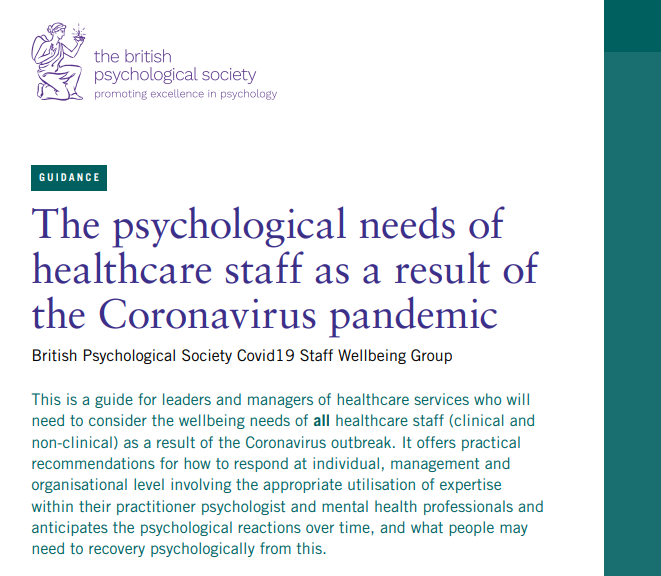 the british
psychological society
promoting excellence in psychology
GUIDANCE
The psychological needs of
healthcare staff as a result of
the Coronavirus pandemic
British Psychological Society Covid19 Staff Wellbeing Group
This is a guide for leaders and managers of healthcare services who will
need to consider the wellbeing needs of all healthcare staff (clinical and
non-clinical) as a result of the Coronavirus outbreak. It offers practical
recommendations for how to respond at individual, management and
organisational level involving the appropriate utilisation of expertise
within their practitioner psychologist and mental health professionals and
anticipates the psychological reactions over time, and what people may
need to recovery psychologically from this.